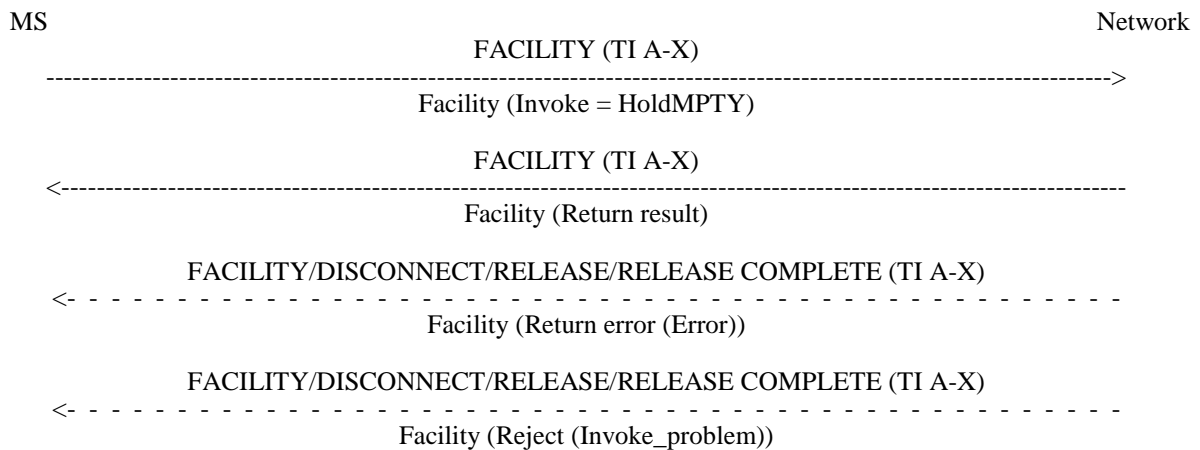 MS Network
FACILITY (TI A-X)
Facility (Invoke = HoldMPTY)
FACILITY (TI A-X)
Facility (Return result)
FACILITY/DISCONNECT/RELEASE/RELEASE COMPLETE (TI A-X)
Facility (Return error (Error))
FACILITY/DISCONNECT/RELEASE/RELEASE COMPLETE (TI A-X)
Facility (Reject (Invoke_problem))